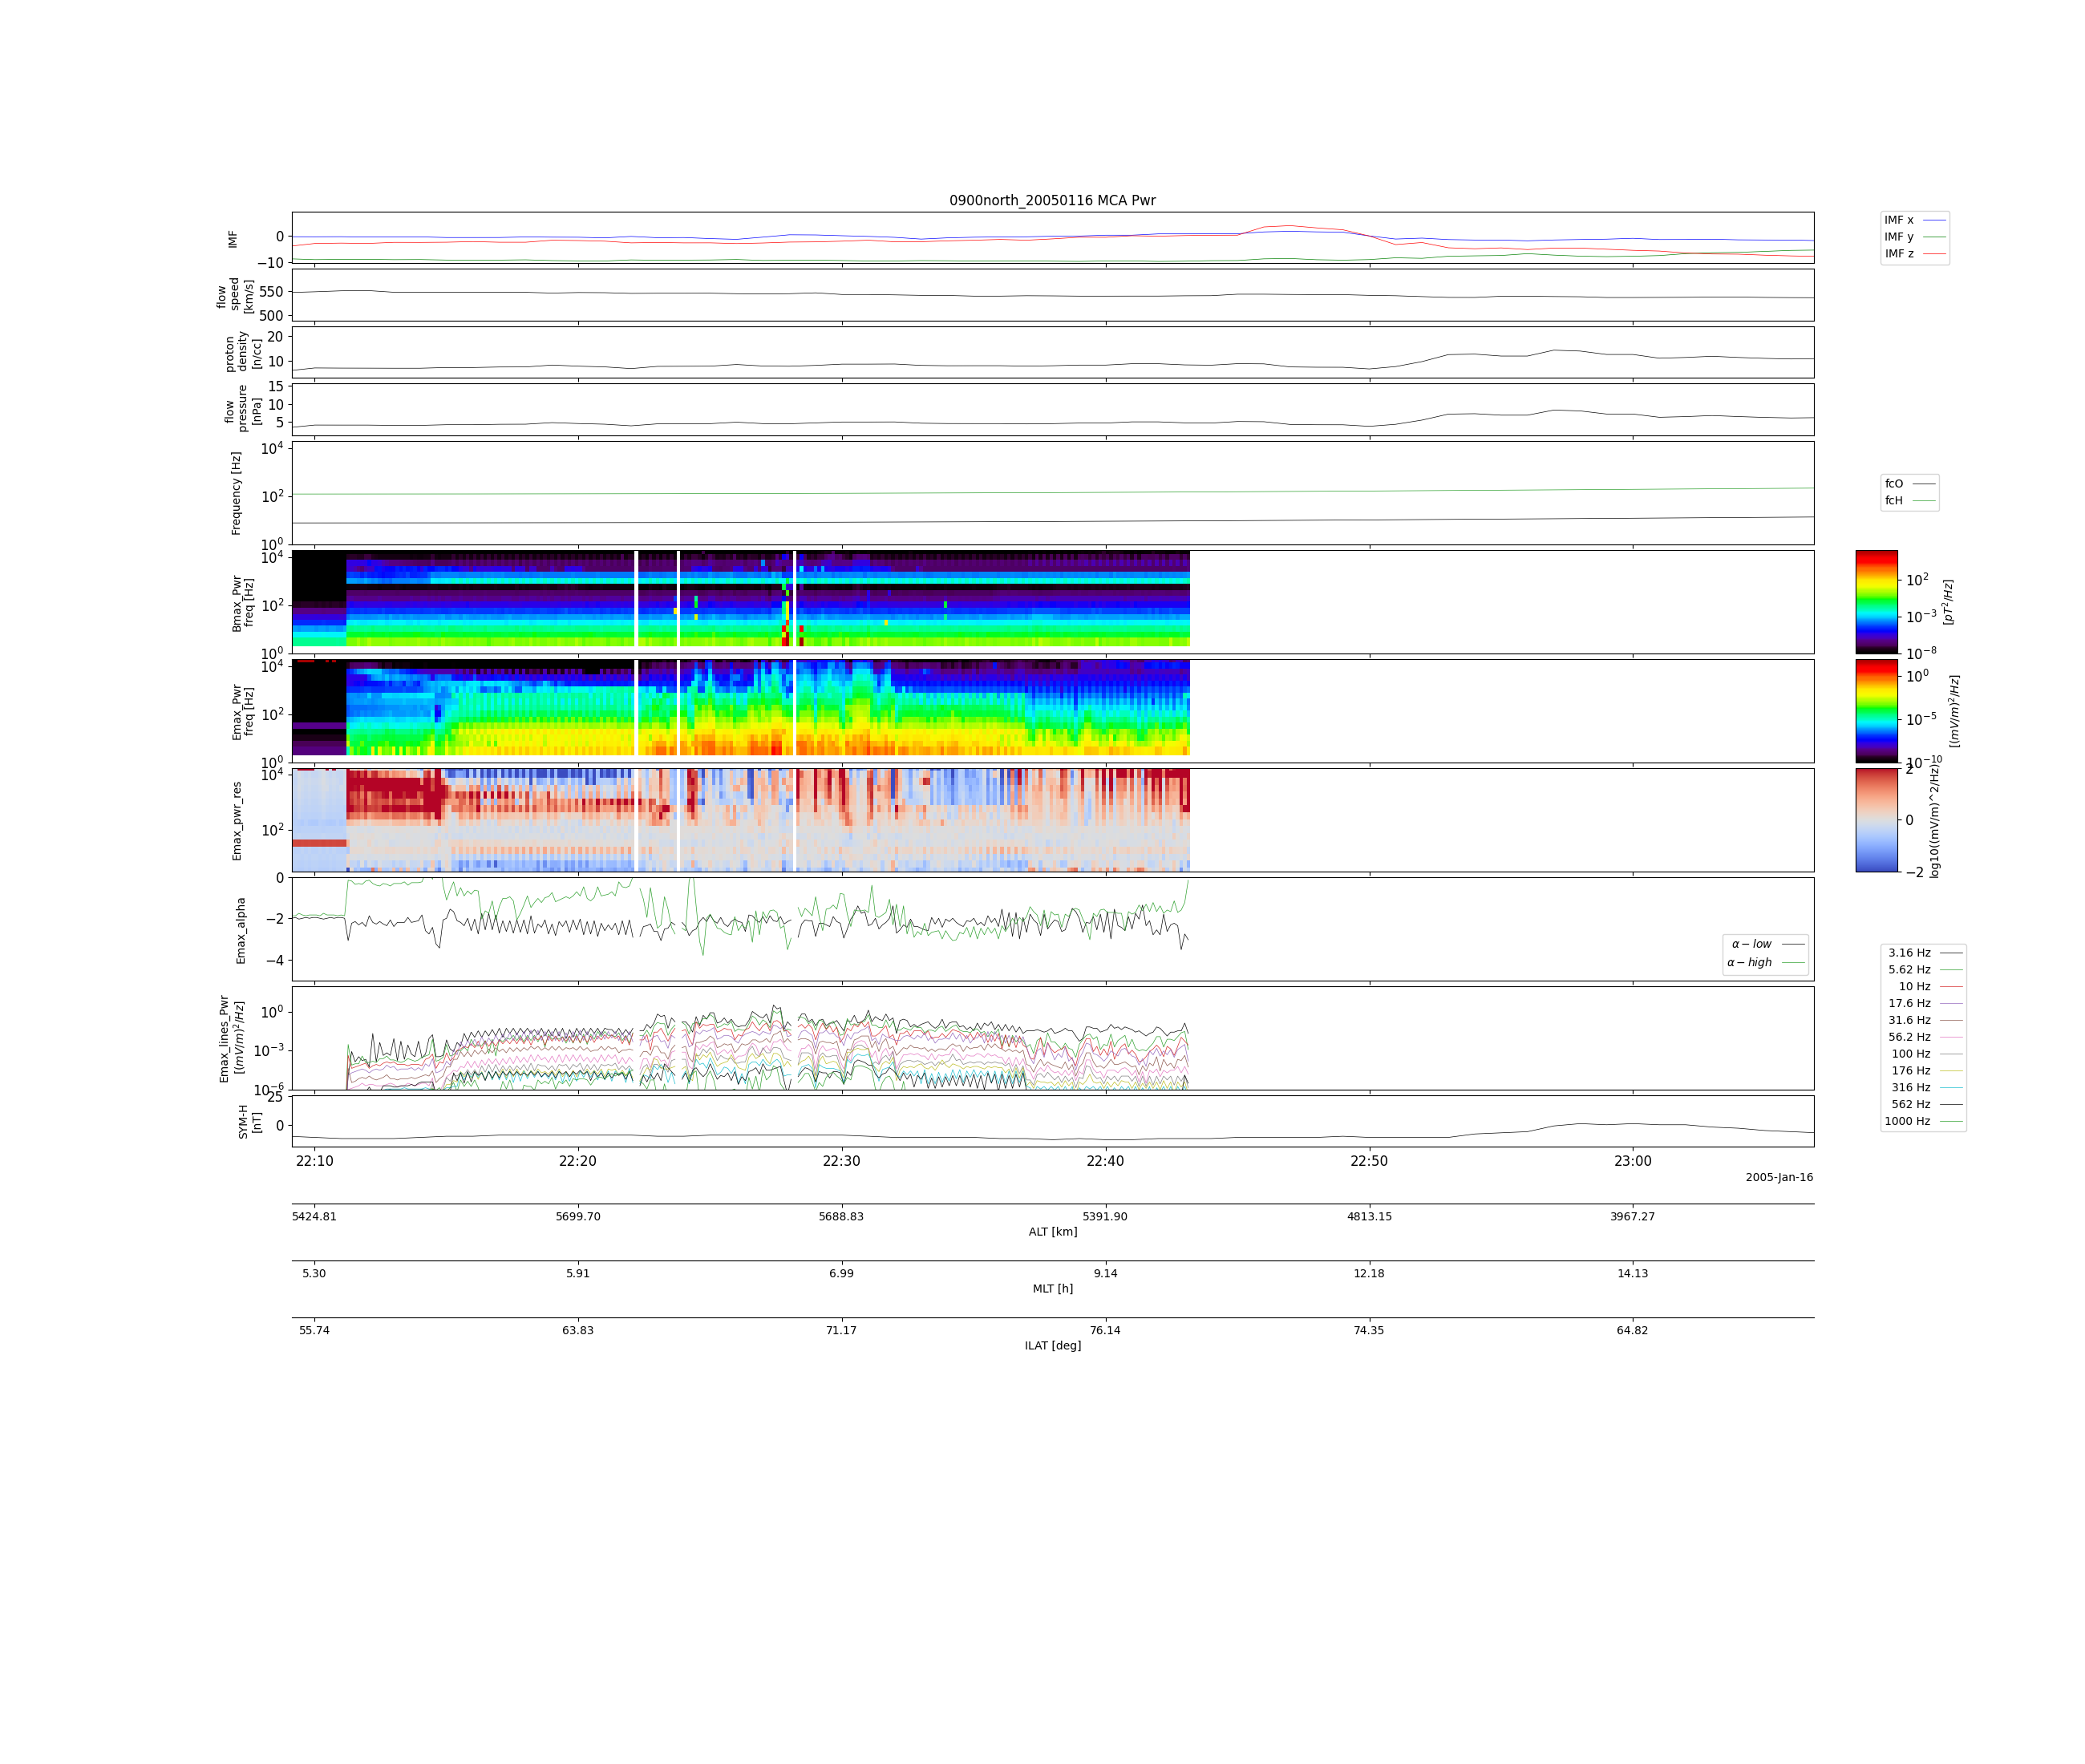 0900north_20050116 MCA Pwr
IMF
0
−10
IMF x
IMF y
IMF z
flow
speed
[km/s]
550
500
proton
density
[n/cc]
20
10
flow
pressure
[nPa]
15
10
5
Frequency [Hz]
10^4
10^2
10^0
fcO
fcH
Bmax_Pwr
freq [Hz]
10^4
10^2
10^0
10^2
10^−3
10^−8
[pT^2/Hz]
Emax_Pwr
freq [Hz]
10^4
10^2
10^0
10^0
10^−5
10^−10
[(mV/m)^2/Hz]
Emax_pwr_res
10^4
10^2
2
0
−2
log10((mV/m)^2/Hz)
Emax_alpha
0
−2
−4
α − low
α − high
Emax_lines_Pwr
[(mV/m)^2/Hz]
10^0
10^−3
10^−6
3.16 Hz
5.62 Hz
10 Hz
17.6 Hz
31.6 Hz
56.2 Hz
100 Hz
176 Hz
316 Hz
562 Hz
1000 Hz
SYM-H
[nT]
25
0
22:10 22:20 22:30 22:40 22:50 23:00
2005-Jan-16
5424.81 5699.70 5688.83 5391.90 4813.15 3967.27
ALT [km]
5.30 5.91 6.99 9.14 12.18 14.13
MLT [h]
55.74 63.83 71.17 76.14 74.35 64.82
ILAT [deg]